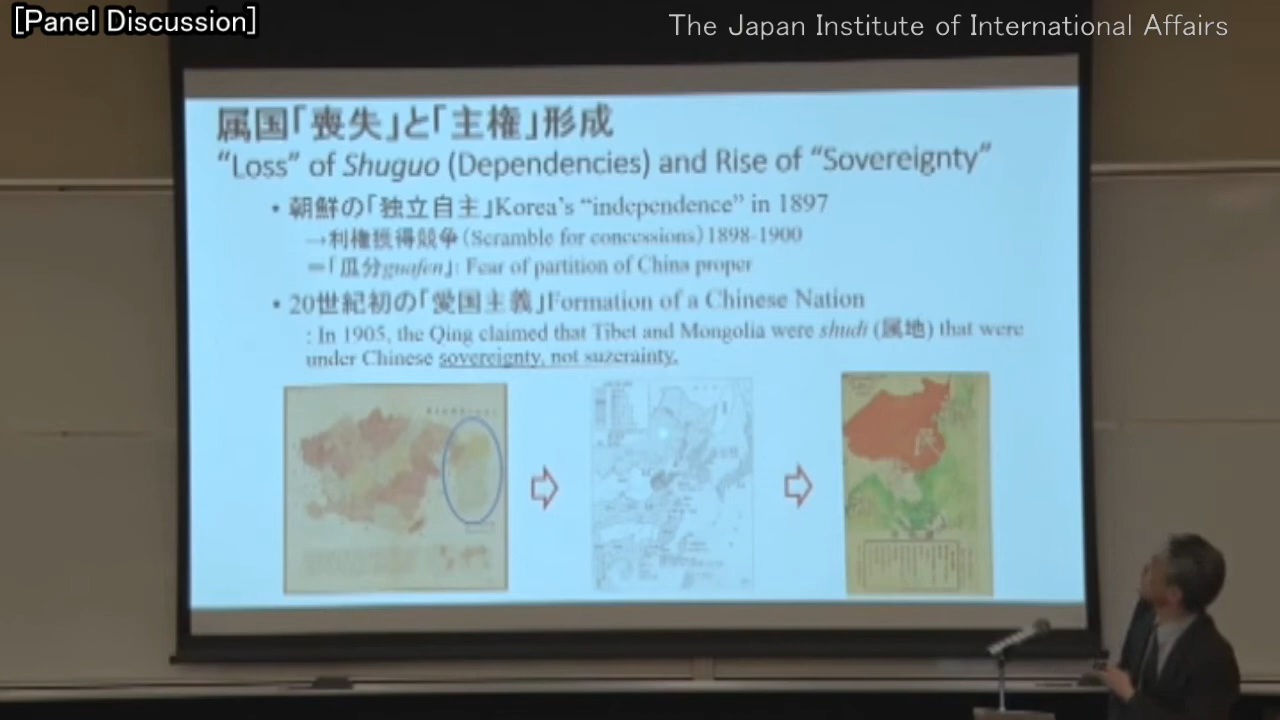 [Panel Discussion]
The Japan Institute of International Affairs
属国「喪失」と「主権」形成
“Loss” of Shuguo (Dependencies) and Rise of “Sovereignty”
• 朝鮮の「独立自主」Korea’s “independence” in 1897
→利権獲得競争(Scramble for concessions)1898-1900
=「瓜分guafen」: Fear of partition of China proper
• 20世紀初の「愛国主義」Formation of a Chinese Nation
: In 1905, the Qing claimed that Tibet and Mongolia were shudi (属地) that were
under Chinese sovereignty, not suzerainty.